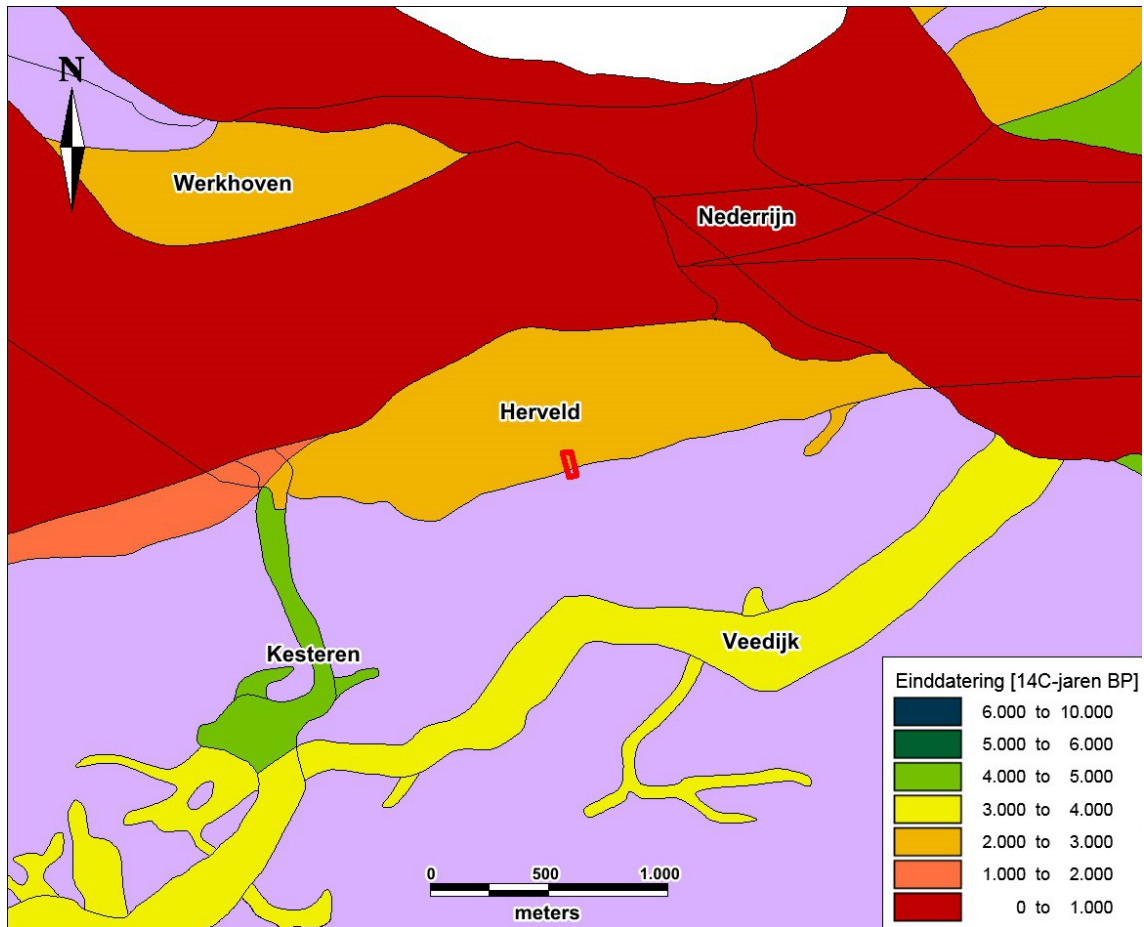 N
Werkhoven
Nederrijn
Herveld
Kesteren
Veedijk
Einddatering [14C-jaren BP]
6.000 to 10.000
5.000 to 6.000
4.000 to 5.000
3.000 to 4.000
2.000 to 3.000
1.000 to 2.000
0 to 1.000
0 500 1.000
meters